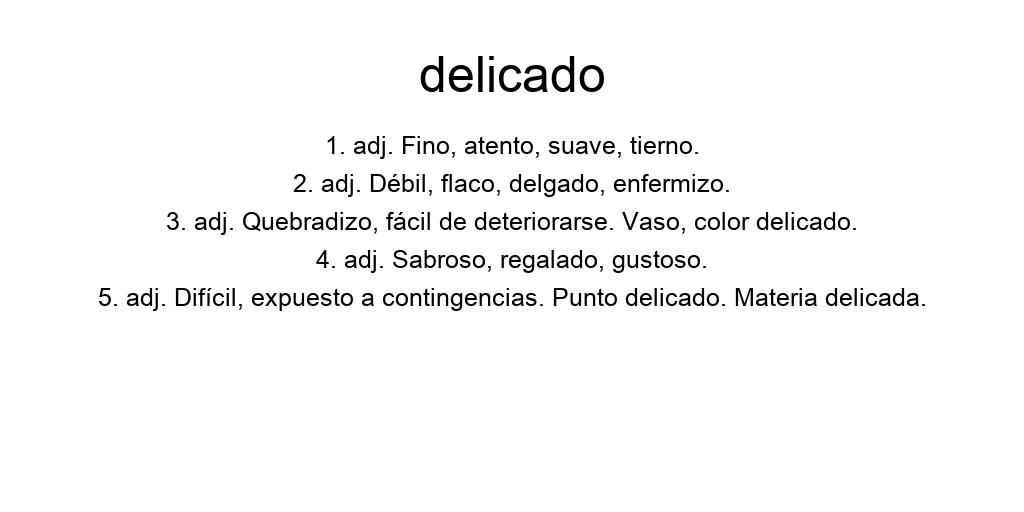 delicado
1. adj. Fino, atento, suave, tierno.
2. adj. Débil, flaco, delgado, enfermizo.
3. adj. Quebradizo, fácil de deteriorarse. Vaso, color delicado.
4. adj. Sabroso, regalado, gustoso.
5. adj. Difícil, expuesto a contingencias. Punto delicado. Materia delicada.